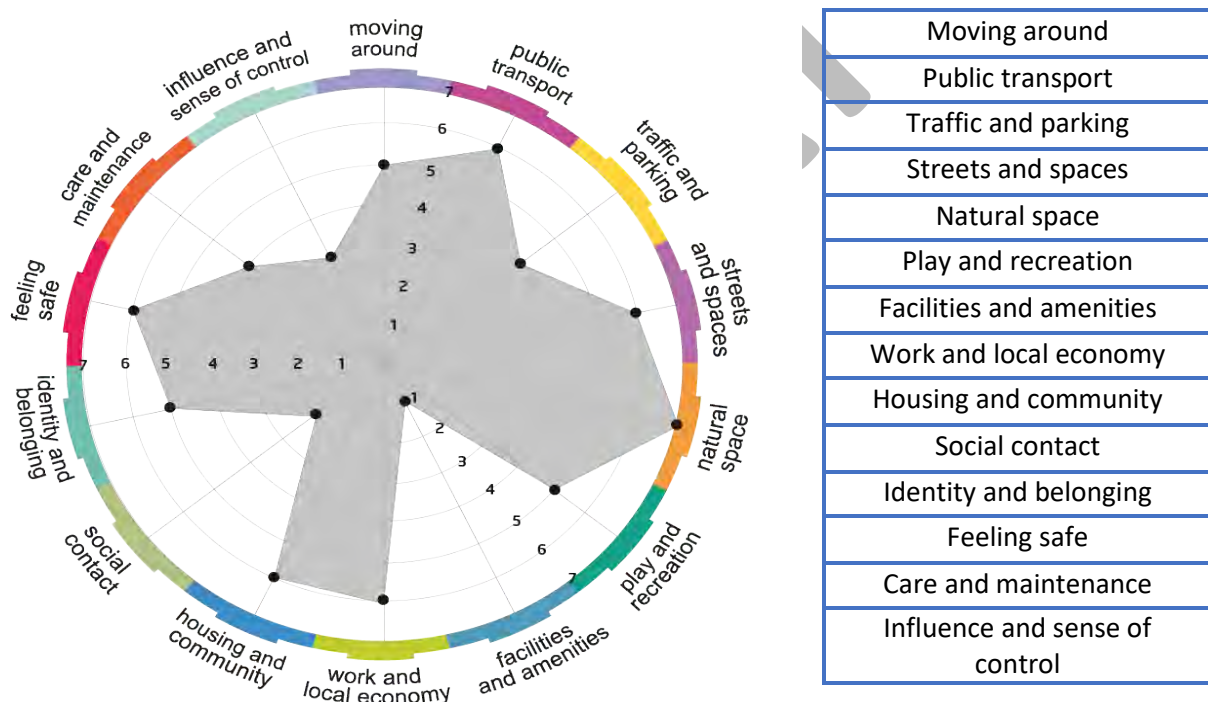 moving
around
public
transport
traffic and
parking
streets
and spaces
natural
space
play and
recreation
facilities
and amenities
work and
local economy
housing and
community
social
contact
identity and
belonging
feeling
safe
care and
maintenance
influence and
sense of control
7
6
5
4
3
2
1
7 6 5 4 3 2 1
1
2
3
4
5
6
7
Moving around
Public transport
Traffic and parking
Streets and spaces
Natural space
Play and recreation
Facilities and amenities
Work and local economy
Housing and community
Social contact
Identity and belonging
Feeling safe
Care and maintenance
Influence and sense of
control